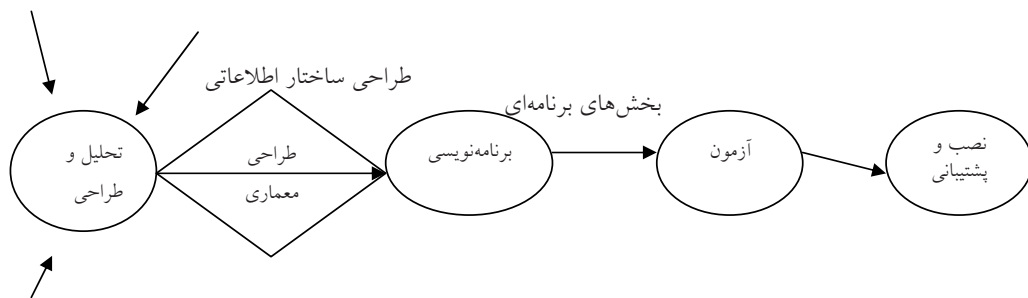 طراحی ساختار اطلاعاتی
بخش‌های برنامه‌ای
تحلیل و
طراحی
طراحی
معماری
برنامه‌نویسی
آزمون
نصب و
پشتیبانی